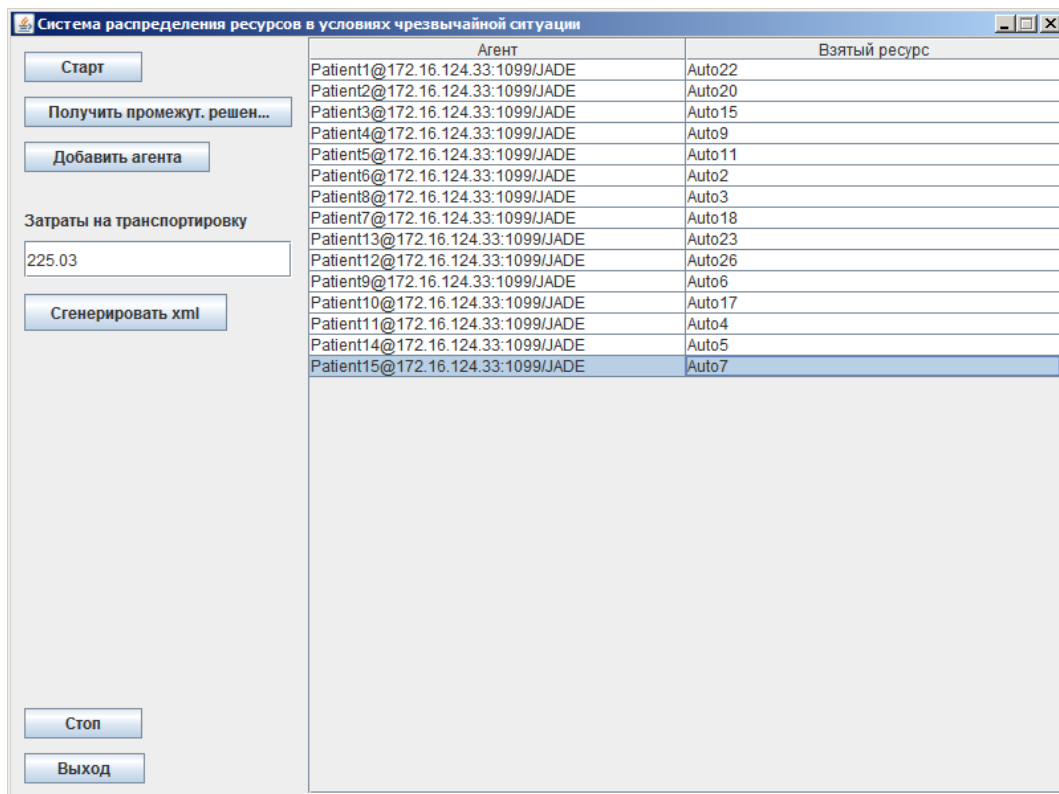 Система распределения ресурсов в условиях чрезвычайной ситуации
Старт
Получить промежут. решен...
Добавить агента
Затраты на транспортировку
225.03
Сгенерировать xml
Стоп
Выход
Агент Взятый ресурс
Patient1@172.16.124.33:1099/JADE Auto22
Patient2@172.16.124.33:1099/JADE Auto20
Patient3@172.16.124.33:1099/JADE Auto15
Patient4@172.16.124.33:1099/JADE Auto9
Patient5@172.16.124.33:1099/JADE Auto11
Patient6@172.16.124.33:1099/JADE Auto2
Patient8@172.16.124.33:1099/JADE Auto3
Patient7@172.16.124.33:1099/JADE Auto18
Patient13@172.16.124.33:1099/JADE Auto23
Patient12@172.16.124.33:1099/JADE Auto26
Patient9@172.16.124.33:1099/JADE Auto6
Patient10@172.16.124.33:1099/JADE Auto17
Patient11@172.16.124.33:1099/JADE Auto4
Patient14@172.16.124.33:1099/JADE Auto5
Patient15@172.16.124.33:1099/JADE Auto7